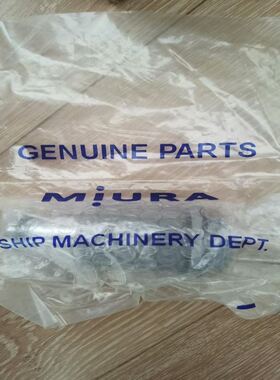 GENUINE PARTS
MIURA
SHIP MACHINERY DEPT.